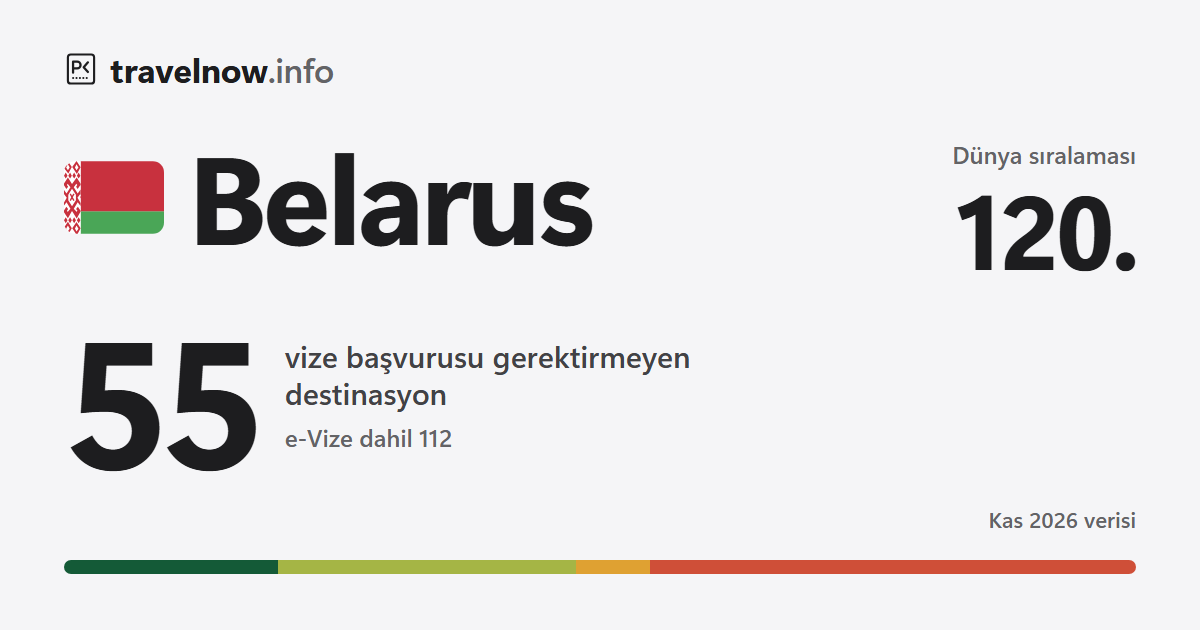 travelnow.info
Belarus
Dünya sıralaması
120.
55
vize başvurusu gerektirmeyen
destinasyon
e-Vize dahil 112
Kas 2026 verisi